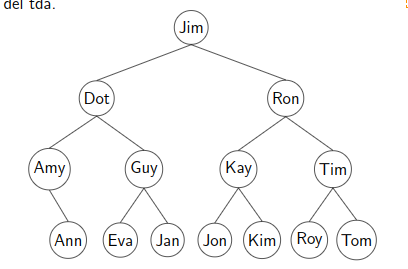 del tda.
Jim
Dot Ron
Amy Guy Kay Tim
Ann Eva Jan Jon Kim Roy Tom